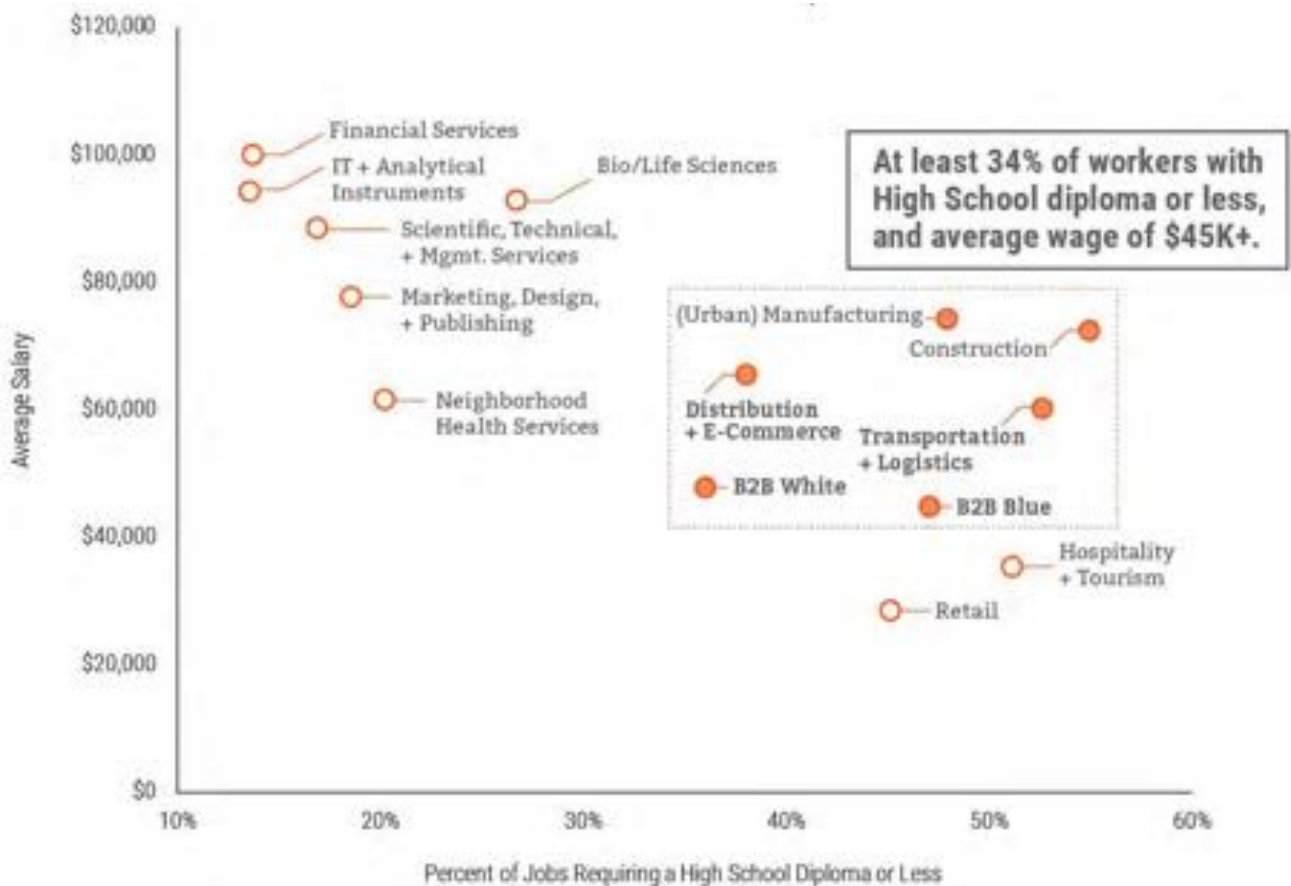 $120,000
$100,000
$80,000
$60,000
$40,000
$20,000
$0
Average Salary
Financial Services
IT + Analytical
Instruments
Bio/Life Sciences
Scientific, Technical,
+ Mgmt. Services
Marketing, Design,
+ Publishing
Neighborhood
Health Services
At least 34% of workers with
High School diploma or less,
and average wage of $45K+.
(Urban) Manufacturing
Construction
Distribution
+ E-Commerce
Transportation
+ Logistics
B2B White
B2B Blue
Hospitality
+ Tourism
Retail
10%
20%
30%
40%
50%
60%
Percent of Jobs Requiring a High School Diploma or Less